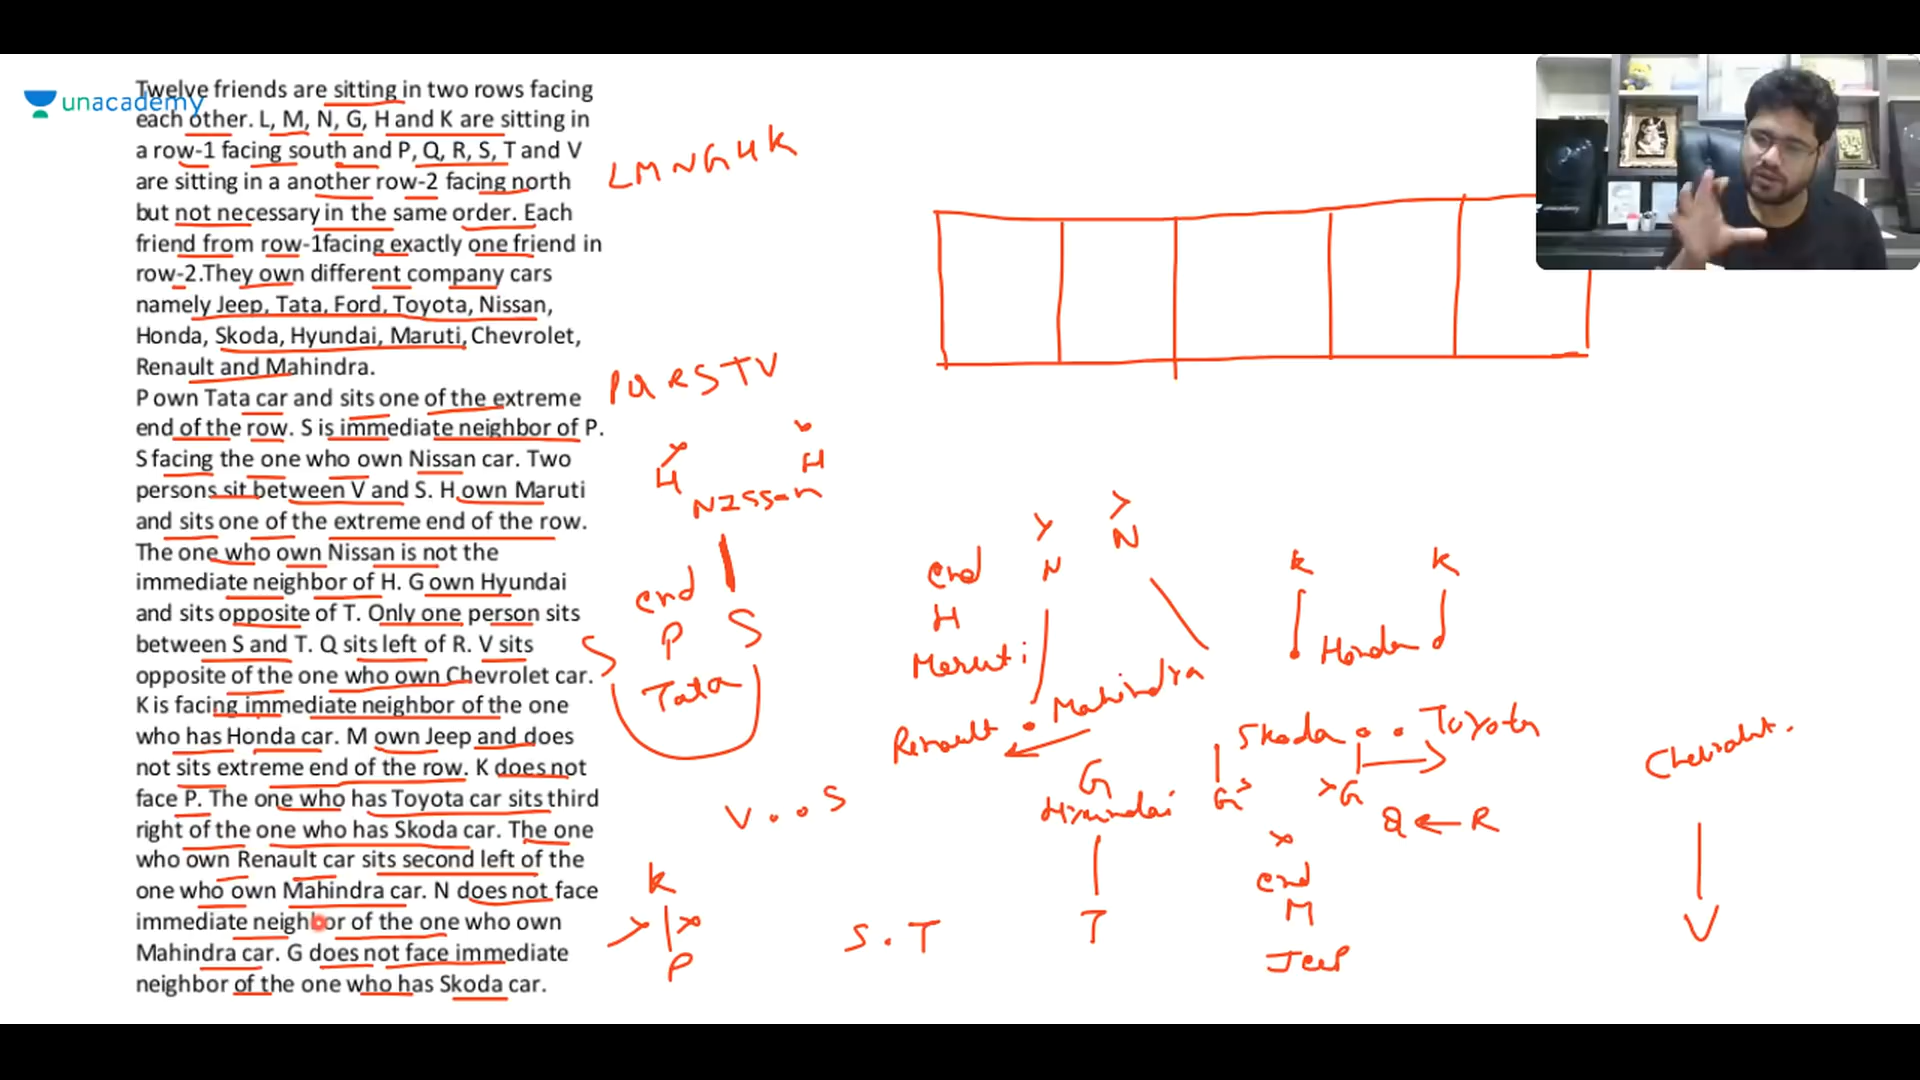 Twelve friends are sitting in two rows facing
unacademy
each other. L, M, N, G, H and K are sitting in
a row-1 facing south and P, Q, R, S, T and V
are sitting in a another row-2 facing north
but not necessary in the same order. Each
friend from row-1facing exactly one friend in
row-2.They own different company cars
namely Jeep, Tata, Ford, Toyota, Nissan,
Honda, Skoda, Hyundai, Maruti, Chevrolet,
Renault and Mahindra.
P own Tata car and sits one of the extreme
end of the row. S is immediate neighbor of P.
S facing the one who own Nissan car. Two
persons sit between V and S. H own Maruti
and sits one of the extreme end of the row.
The one who own Nissan is not the
immediate neighbor of H. G own Hyundai
and sits opposite of T. Only one person sits
between S and T. Q sits left of R. V sits
opposite of the one who own Chevrolet car.
K is facing immediate neighbor of the one
who has Honda car. M own Jeep and does
not sits extreme end of the row. K does not
face P. The one who has Toyota car sits third
right of the one who has Skoda car. The one
who own Renault car sits second left of the
one who own Mahindra car. N does not face
immediate neighbor of the one who own
Mahindra car. G does not face immediate
neighbor of the one who has Skoda car.
LMNGHK
PQRSTV
H H
Nissan
end
S P S
Tata
V . . S
K
P
S . T
end
H
Maruti
N N
Renault . Mahindra
G
T
K K
Honda
Skoda . . Toyota
G G
Q ← R
end
M
Jeep
V
unacademy